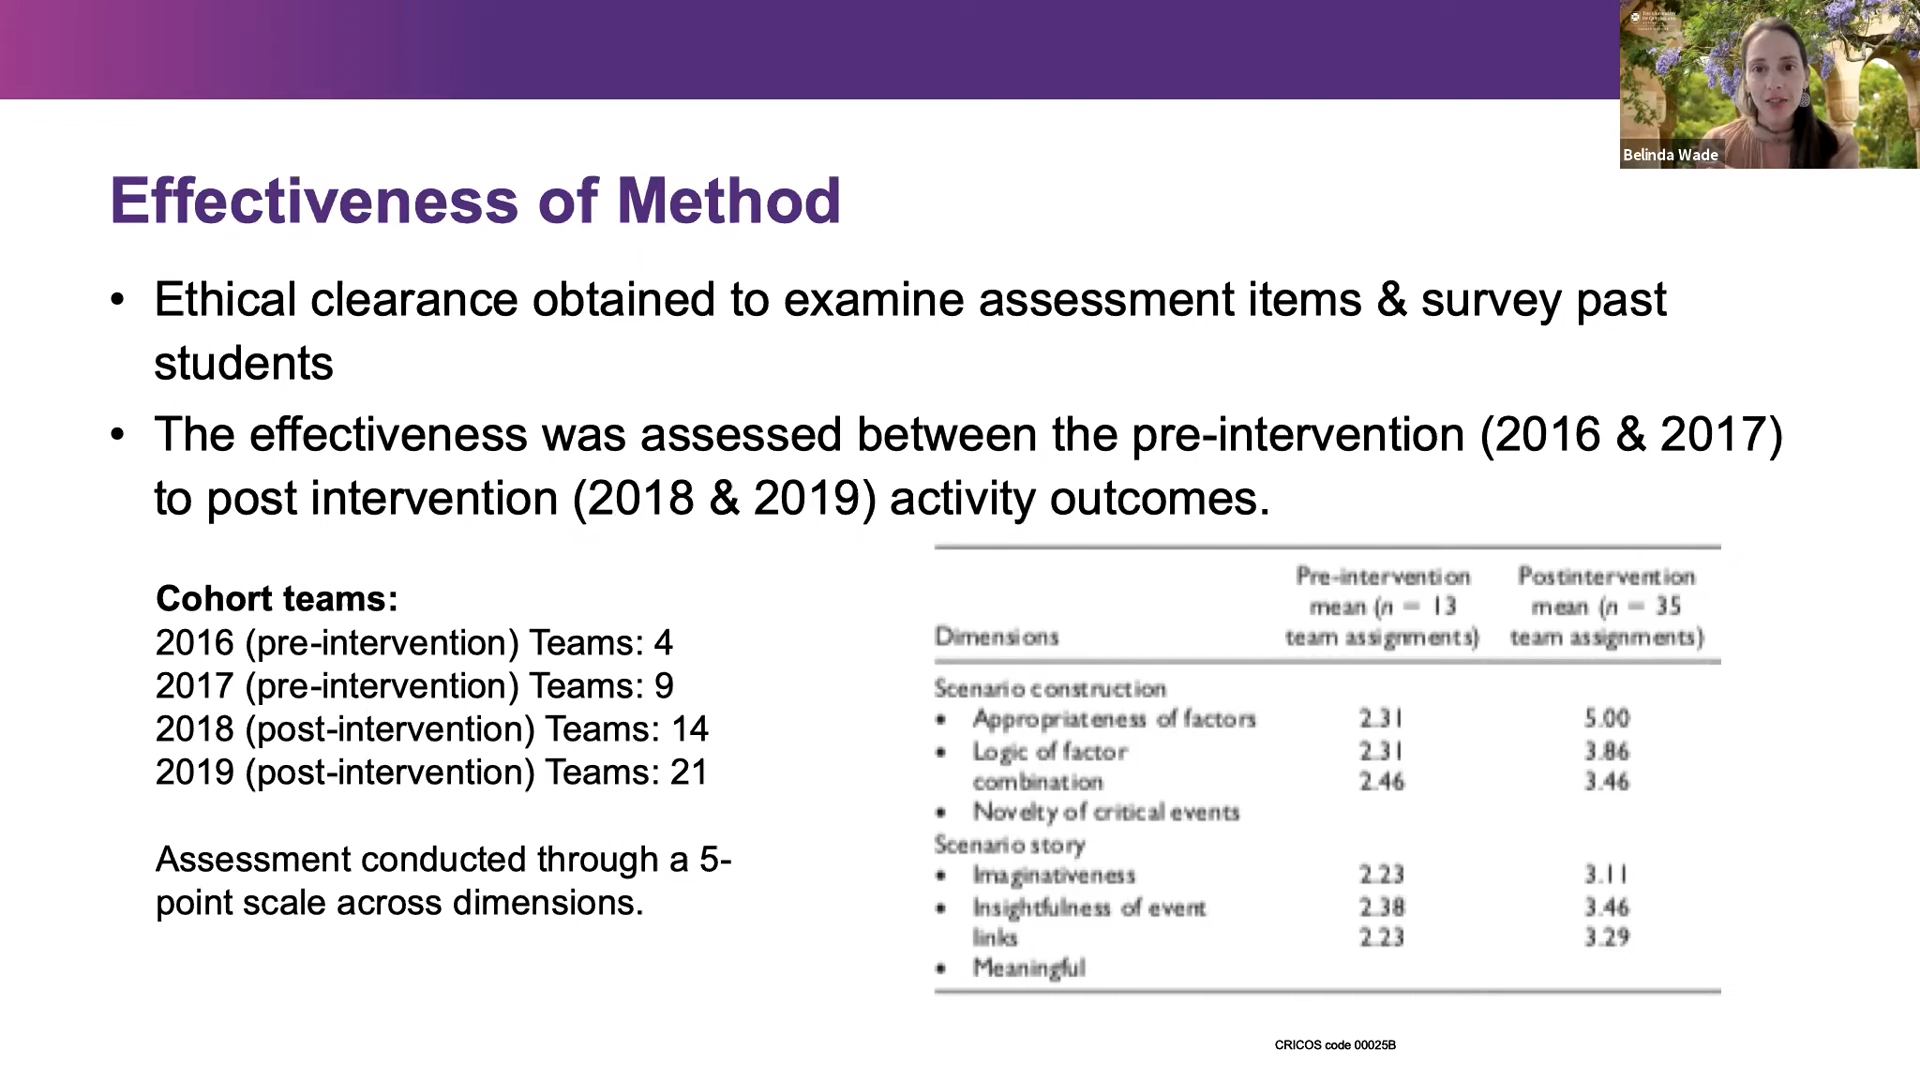 Belinda Wade
Effectiveness of Method
• Ethical clearance obtained to examine assessment items & survey past
students
• The effectiveness was assessed between the pre-intervention (2016 & 2017)
to post intervention (2018 & 2019) activity outcomes.
Cohort teams:
2016 (pre-intervention) Teams: 4
2017 (pre-intervention) Teams: 9
2018 (post-intervention) Teams: 14
2019 (post-intervention) Teams: 21
Assessment conducted through a 5-
point scale across dimensions.
Pre-intervention Postintervention
mean (n = 13 mean (n = 35
Dimensions team assignments) team assignments)
Scenario construction
• Appropriateness of factors 2.31 5.00
• Logic of factor 2.31 3.86
combination 2.46 3.46
• Novelty of critical events
Scenario story
• Imaginativeness 2.23 3.11
• Insightfulness of event 2.38 3.46
links 2.23 3.29
• Meaningful
CRICOS code 00025B